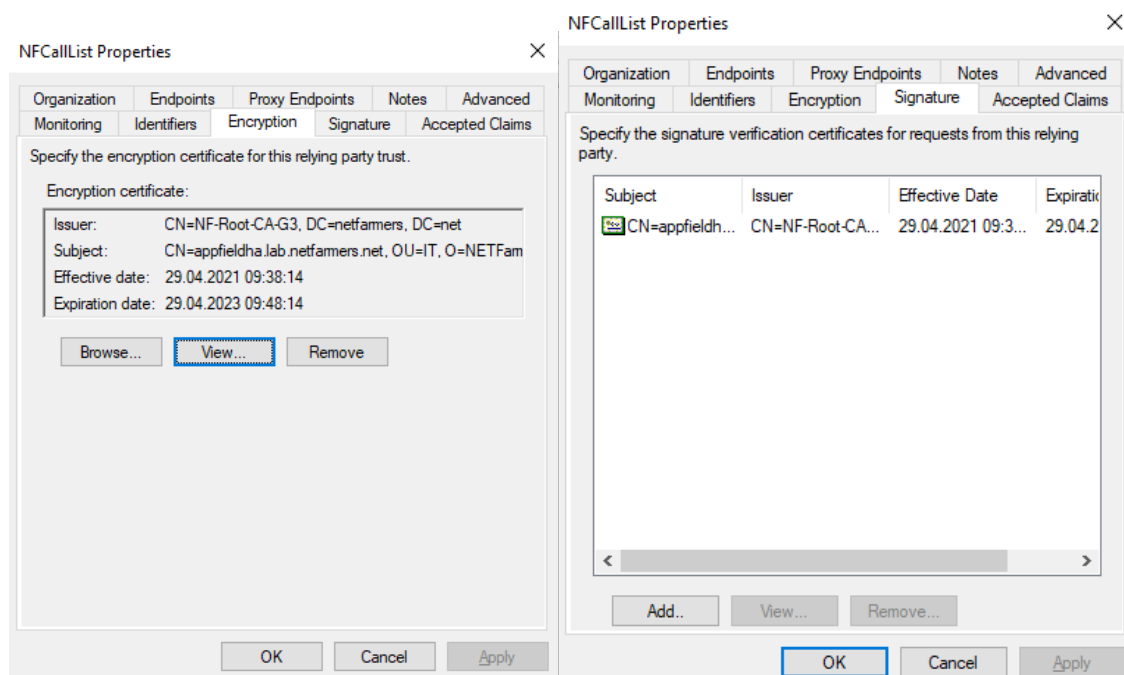 NFCallList Properties
Organization Endpoints Proxy Endpoints Notes Advanced
Monitoring Identifiers Encryption Signature Accepted Claims
Specify the encryption certificate for this relying party trust.
Encryption certificate:
Issuer: CN=NF-Root-CA-G3, DC=netfarmers, DC=net
Subject: CN=appfieldha.lab.netfarmers.net, OU=IT, O=NETFarm
Effective date: 29.04.2021 09:38:14
Expiration date: 29.04.2023 09:48:14
Browse... View... Remove
OK Cancel Apply
NFCallList Properties
Organization Endpoints Proxy Endpoints Notes Advanced
Monitoring Identifiers Encryption Signature Accepted Claims
Specify the signature verification certificates for requests from this relying
party.
Subject Issuer Effective Date Expiratic
CN=appfieldh... CN=NF-Root-CA... 29.04.2021 09:3... 29.04.2
Add.. View... Remove...
OK Cancel Apply